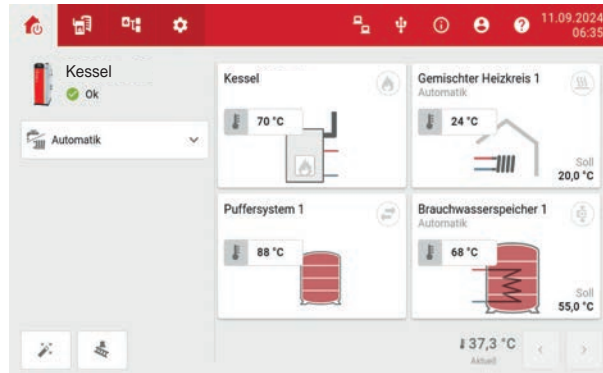 11.09.2024
06:35
Kessel
Ok
Automatik
Kessel
70 °C
Gemischter Heizkreis 1
Automatik
24 °C
Soll
20,0 °C
Puffersystem 1
88 °C
Brauchwasserspeicher 1
Automatik
68 °C
Soll
55,0 °C
37,3 °C
Aktuell